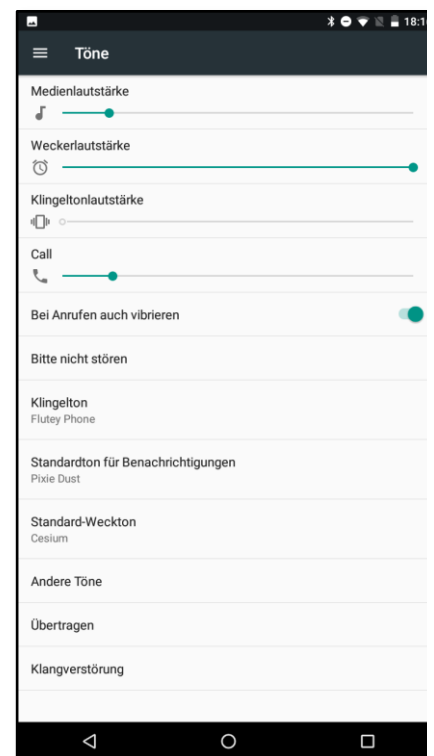 Töne
Medienlautstärke
Weckerlautstärke
Klingeltonlautstärke
Call
Bei Anrufen auch vibrieren
Bitte nicht stören
Klingelton
Flutey Phone
Standardton für Benachrichtigungen
Pixie Dust
Standard-Weckton
Cesium
Andere Töne
Übertragen
Klangverstörung